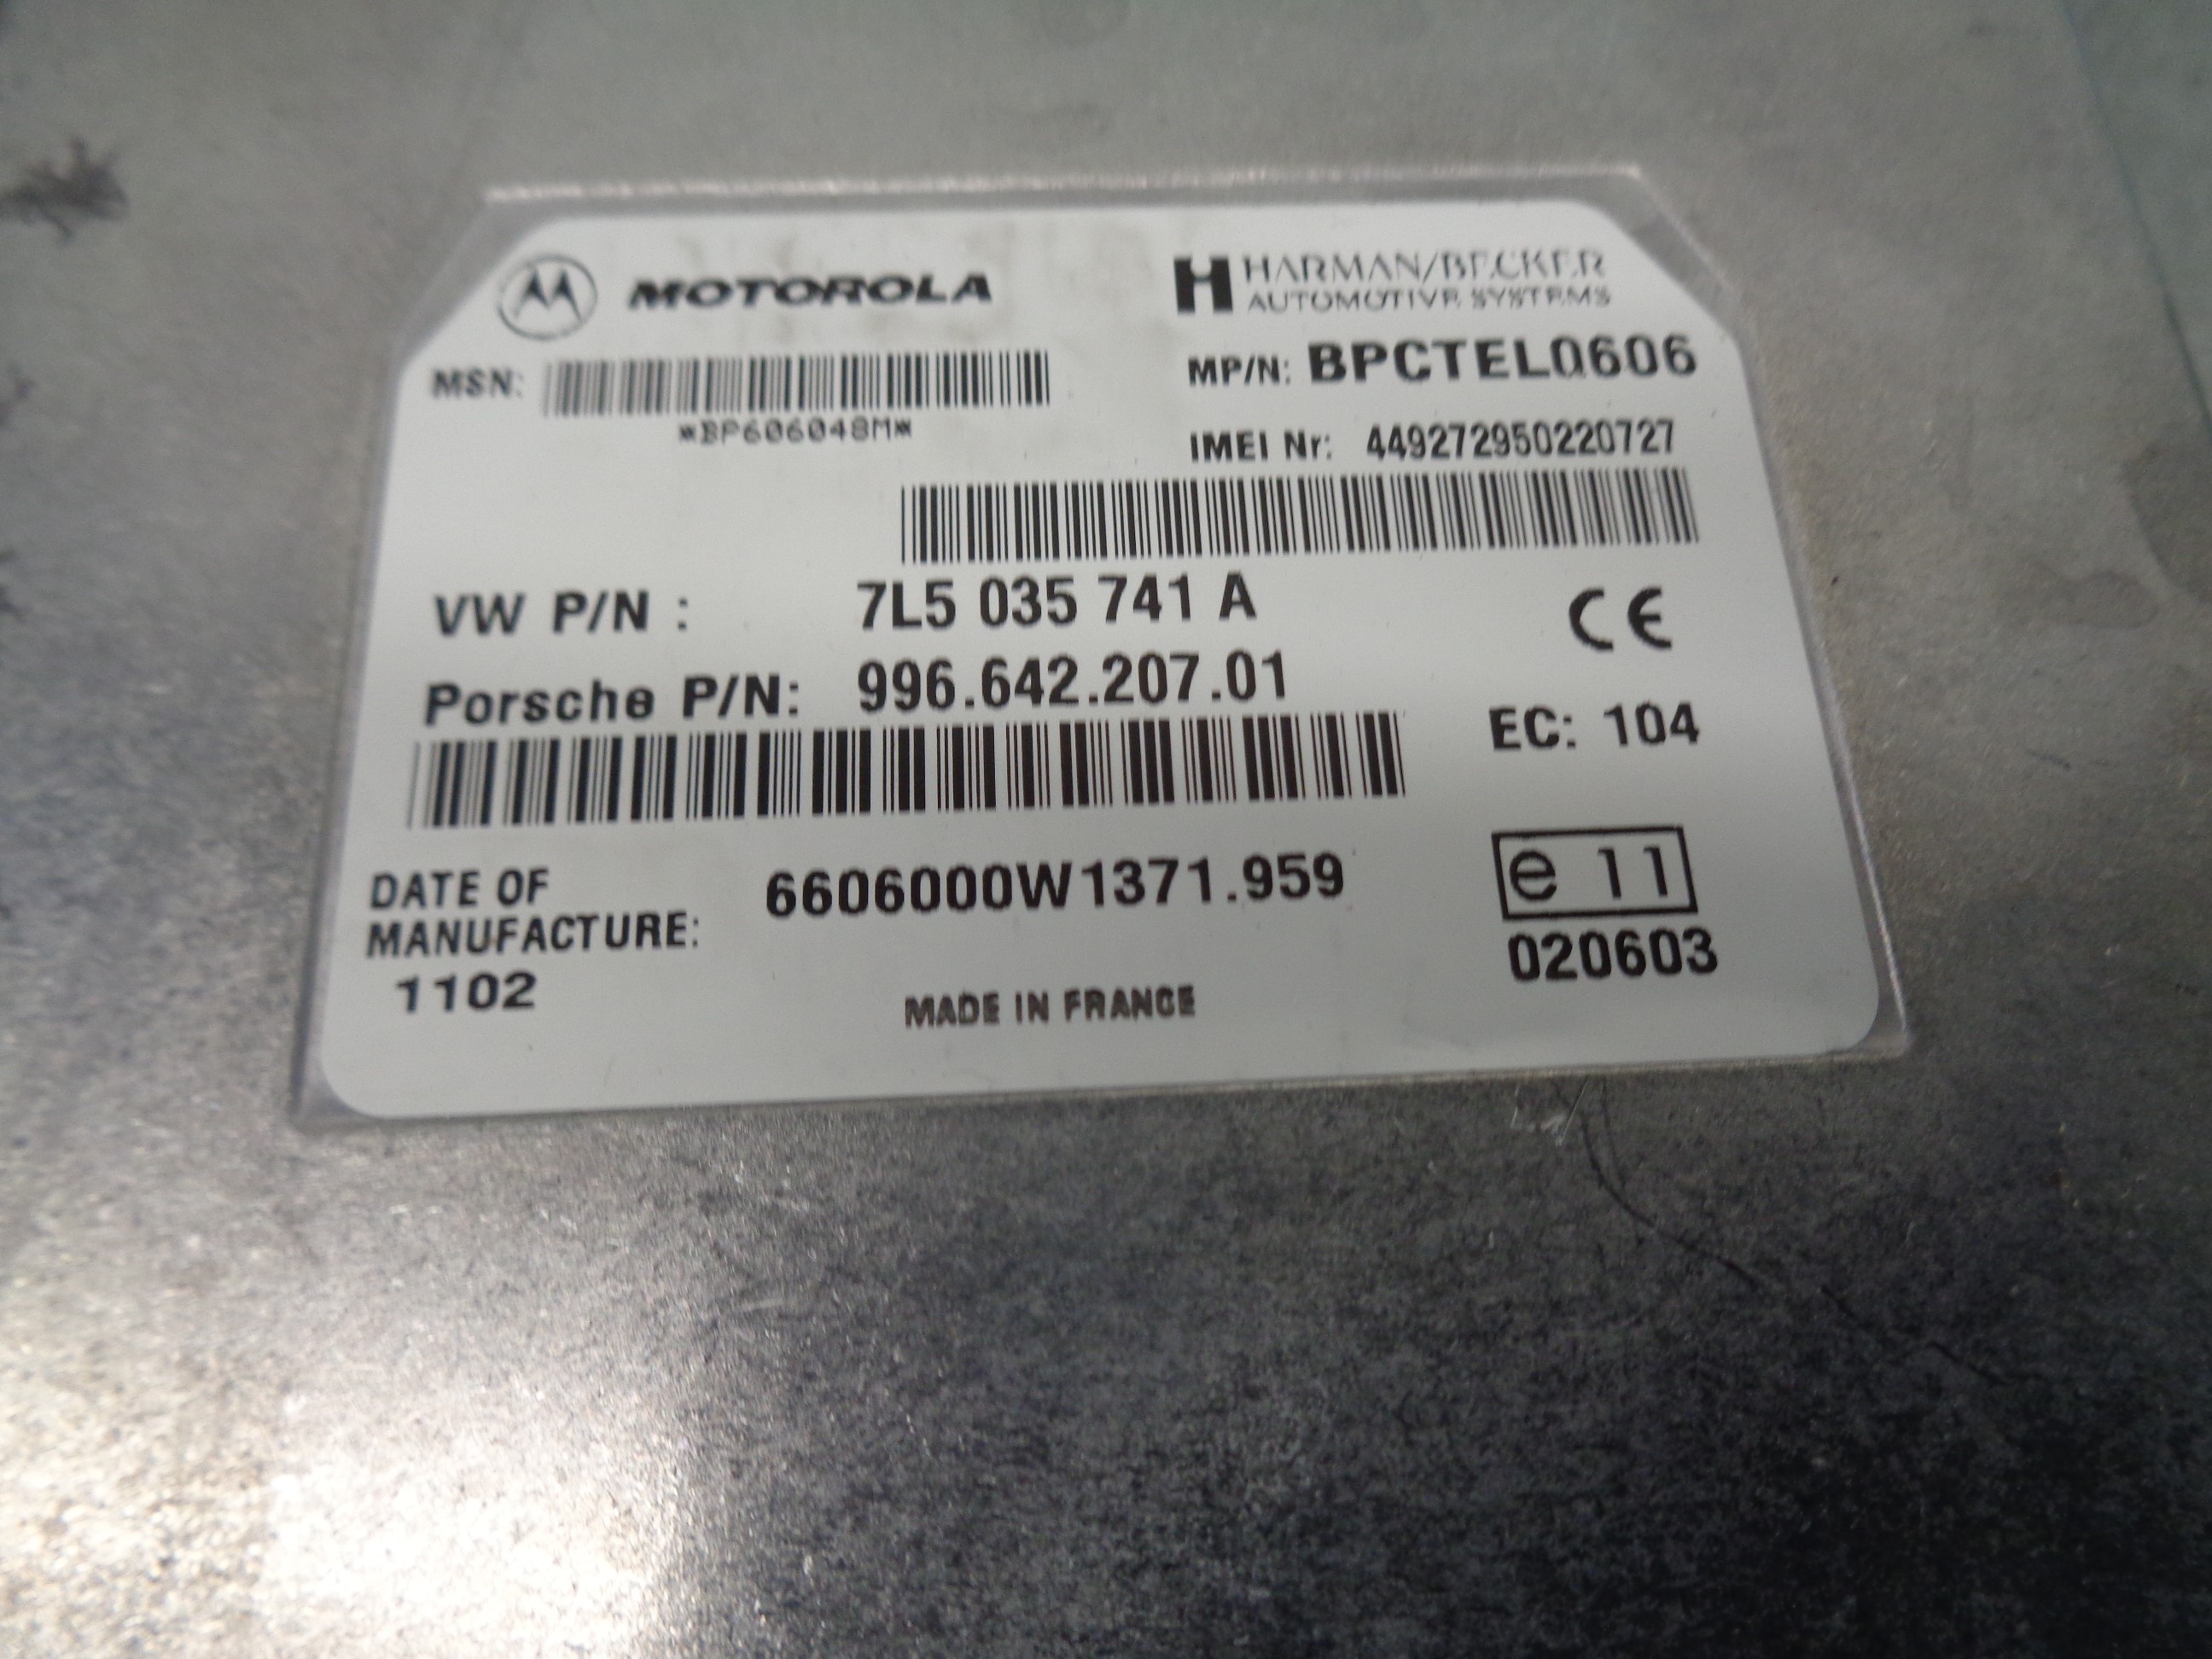 MOTOROLA
HARMAN/BECKER
AUTOMOTIVE SYSTEMS
MSN:
*BP606048M*
MP/N: BPCTEL0606
IMEI Nr: 449272950220727
VW P/N : 7L5 035 741 A
CE
Porsche P/N: 996.642.207.01
EC: 104
DATE OF
MANUFACTURE:
1102
6606000W1371.959
e 11
020603
MADE IN FRANCE